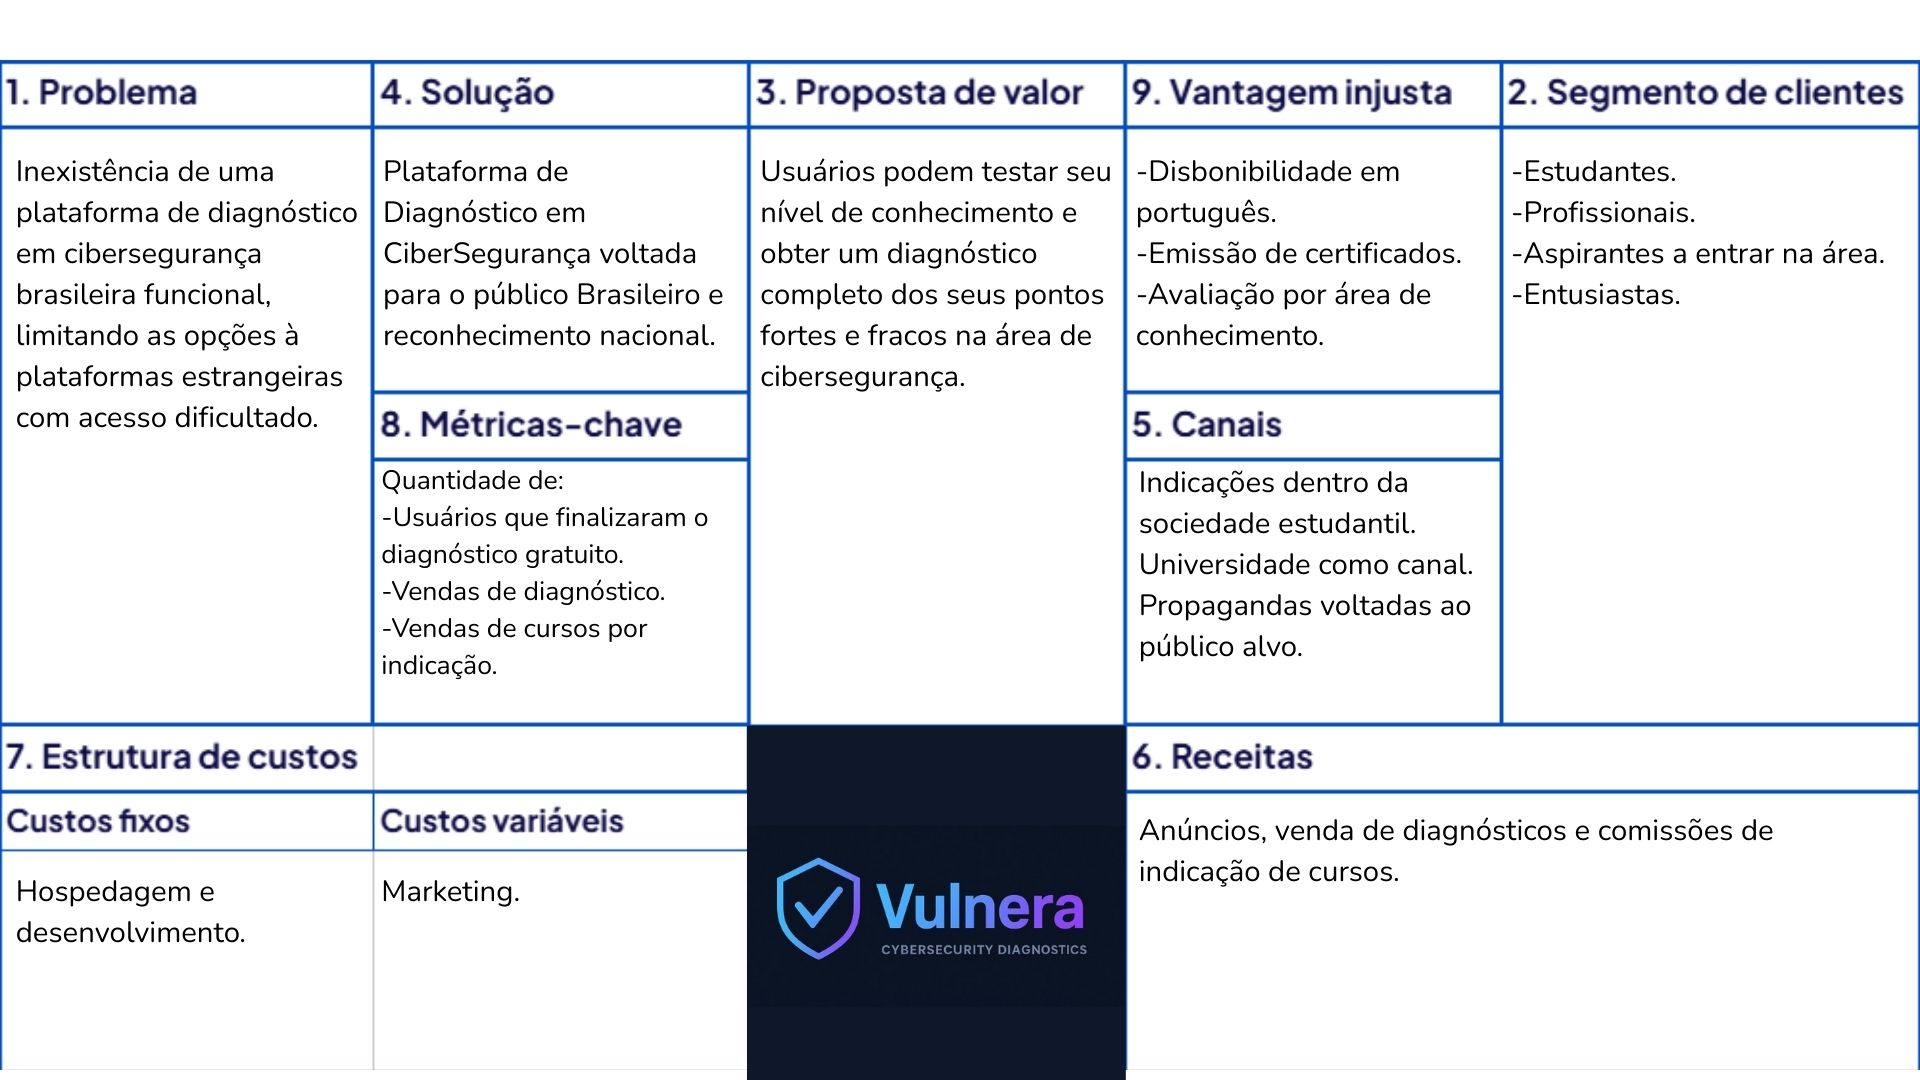 1. Problema
Inexistência de uma
plataforma de diagnóstico
em cibersegurança
brasileira funcional,
limitando as opções à
plataformas estrangeiras
com acesso dificultado.
4. Solução
Plataforma de
Diagnóstico em
CiberSegurança voltada
para o público Brasileiro e
reconhecimento nacional.
8. Métricas-chave
Quantidade de:
-Usuários que finalizaram o
diagnóstico gratuito.
-Vendas de diagnóstico.
-Vendas de cursos por
indicação.
3. Proposta de valor
Usuários podem testar seu
nível de conhecimento e
obter um diagnóstico
completo dos seus pontos
fortes e fracos na área de
cibersegurança.
9. Vantagem injusta
-Disbonibilidade em
português.
-Emissão de certificados.
-Avaliação por área de
conhecimento.
5. Canais
Indicações dentro da
sociedade estudantil.
Universidade como canal.
Propagandas voltadas ao
público alvo.
2. Segmento de clientes
-Estudantes.
-Profissionais.
-Aspirantes a entrar na área.
-Entusiastas.
7. Estrutura de custos
Custos fixos
Hospedagem e
desenvolvimento.
Custos variáveis
Marketing.
Vulnera
CYBERSECURITY DIAGNOSTICS
6. Receitas
Anúncios, venda de diagnósticos e comissões de
indicação de cursos.